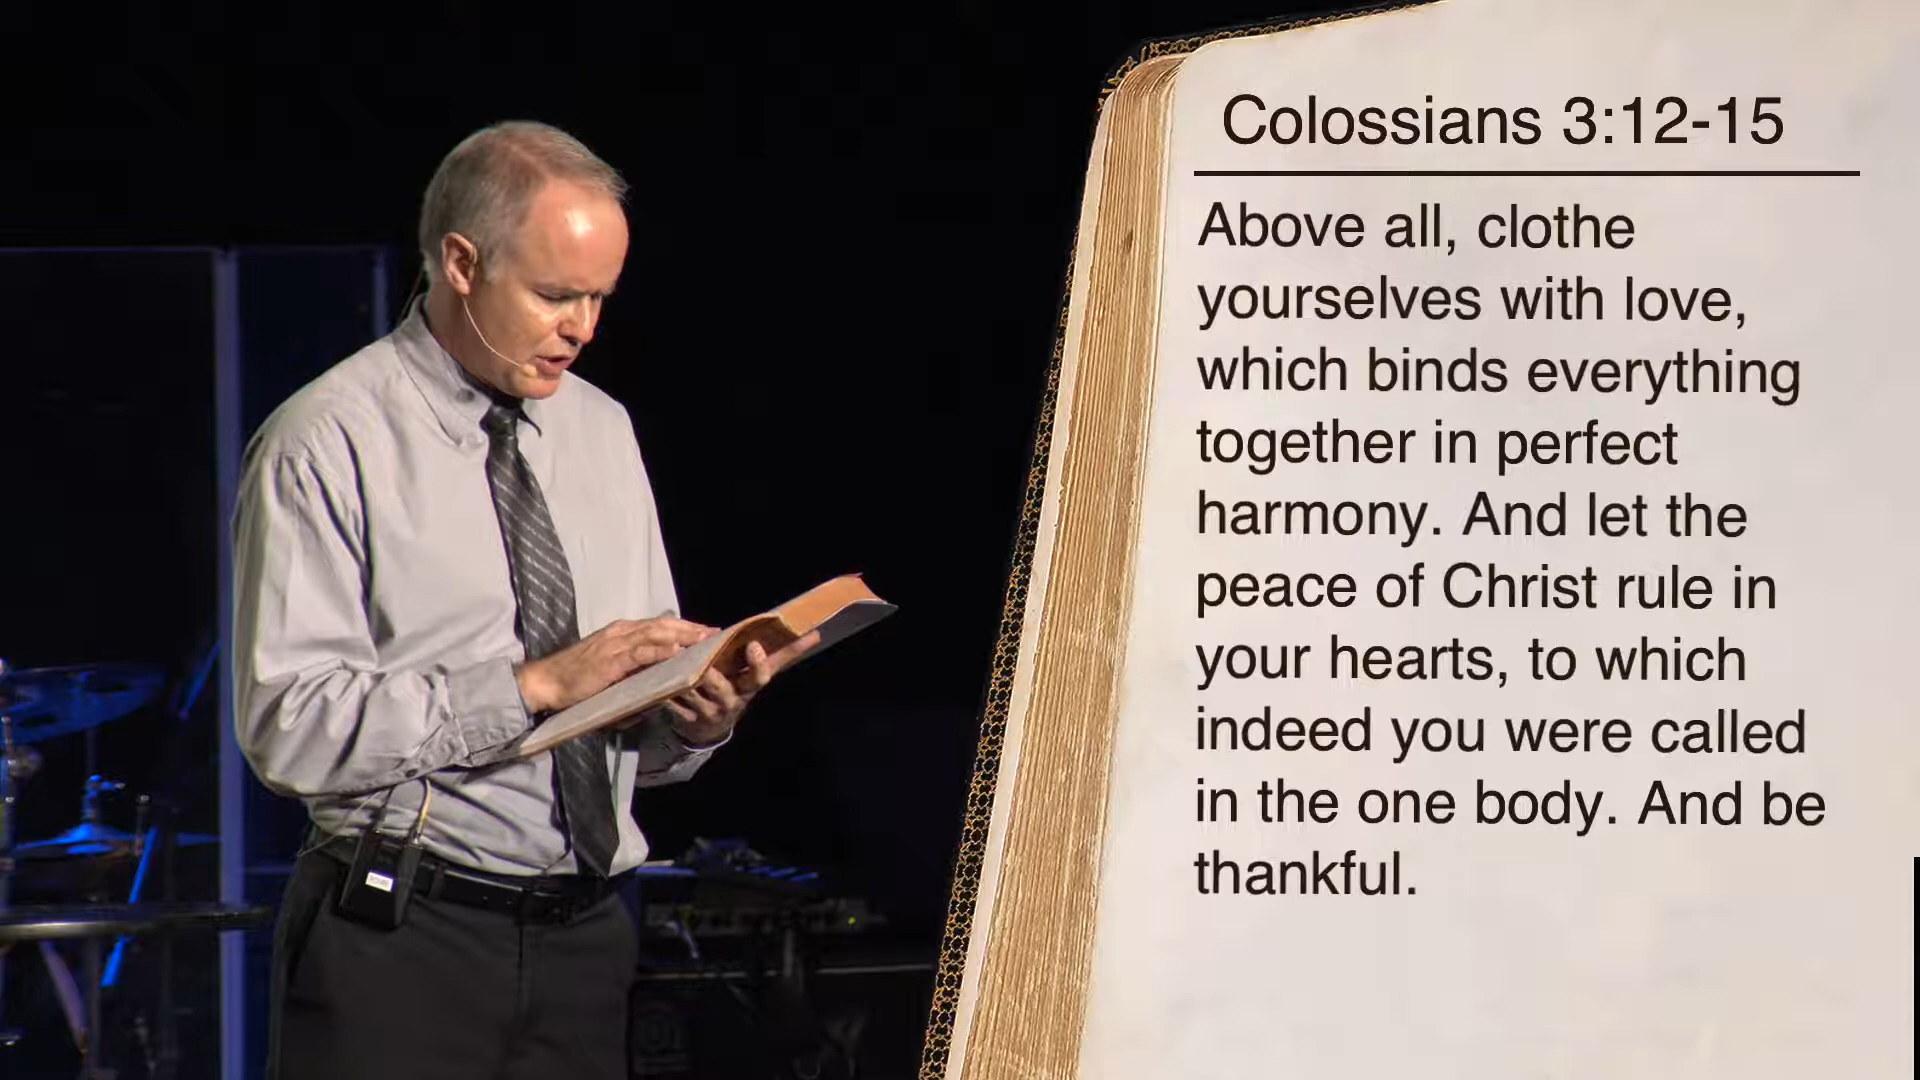 Colossians 3:12-15
Above all, clothe
yourselves with love,
which binds everything
together in perfect
harmony. And let the
peace of Christ rule in
your hearts, to which
indeed you were called
in the one body. And be
thankful.